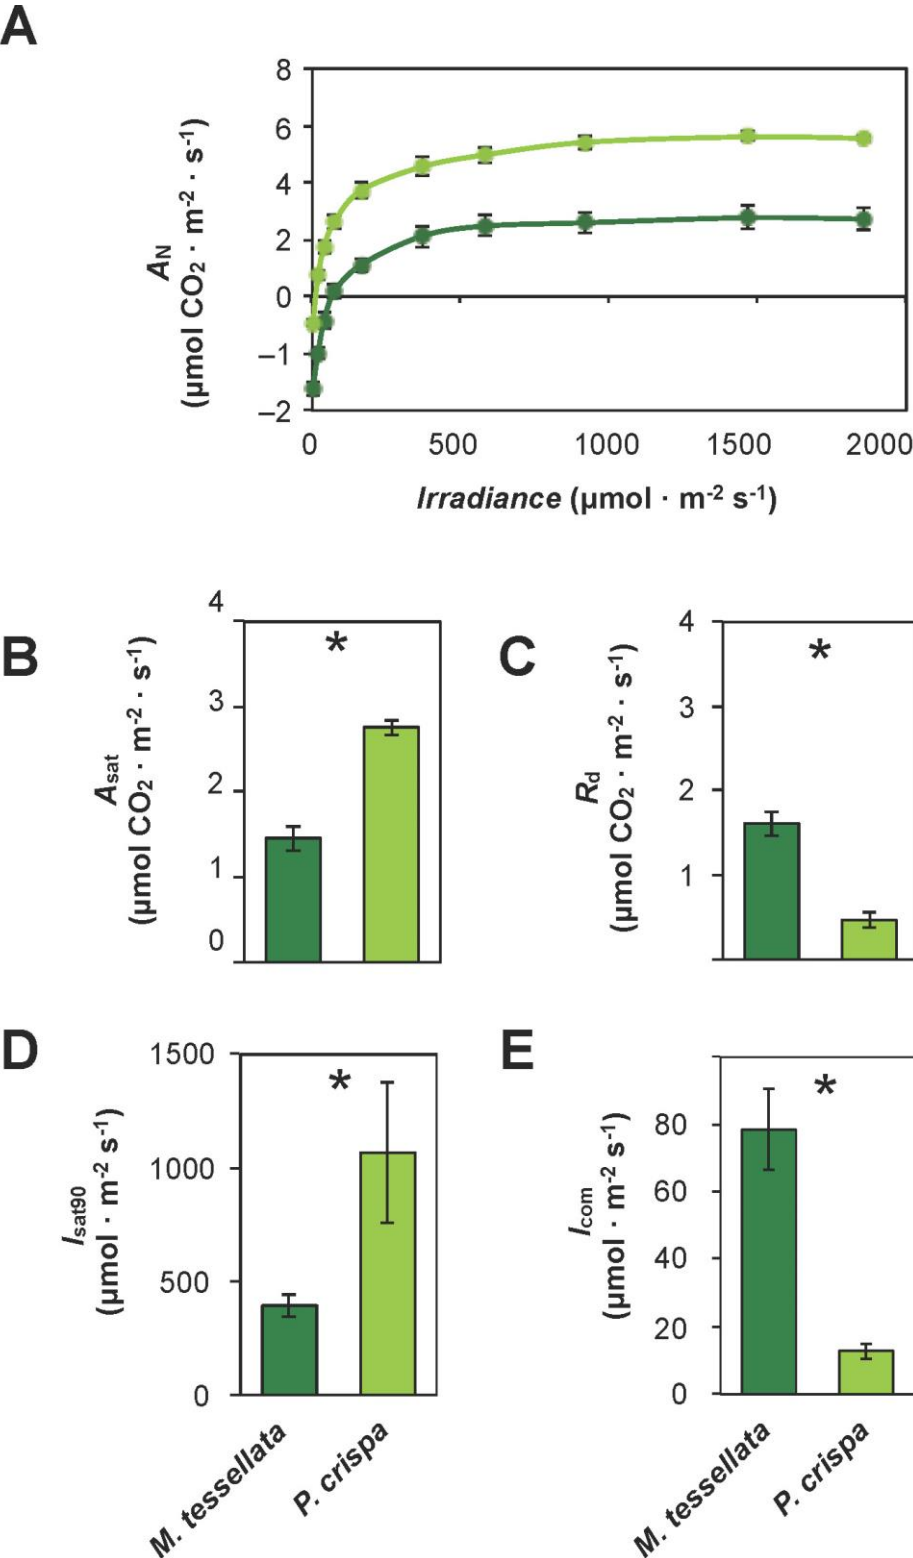 A
8
6
4
2
0
–1
–2
AN
(µmol CO2 · m-2 · s-1)
0 500 1000 1500 2000
Irradiance (µmol · m-2 s-1)
B
4
3
2
1
0
Asat
(µmol CO2 · m-2 · s-1)
*
C
4
3
2
1
Rd
(µmol CO2 · m-2 · s-1)
*
D
1500
1000
500
0
Isat90
(µmol · m-2 s-1)
*
M. tessellata
P. crispa
E
80
60
40
20
0
Icom
(µmol · m-2 s-1)
*
M. tessellata
P. crispa